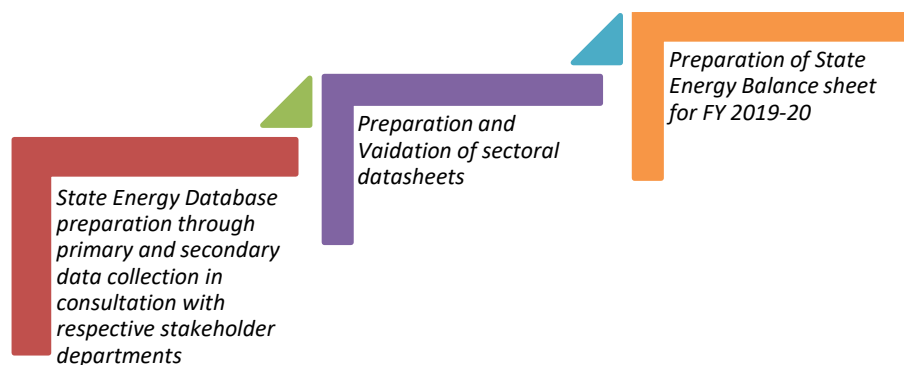 State Energy Database
preparation through
primary and secondary
data collection in
consultation with
respective stakeholder
departments
Preparation and
Vaidation of sectoral
datasheets
Preparation of State
Energy Balance sheet
for FY 2019-20